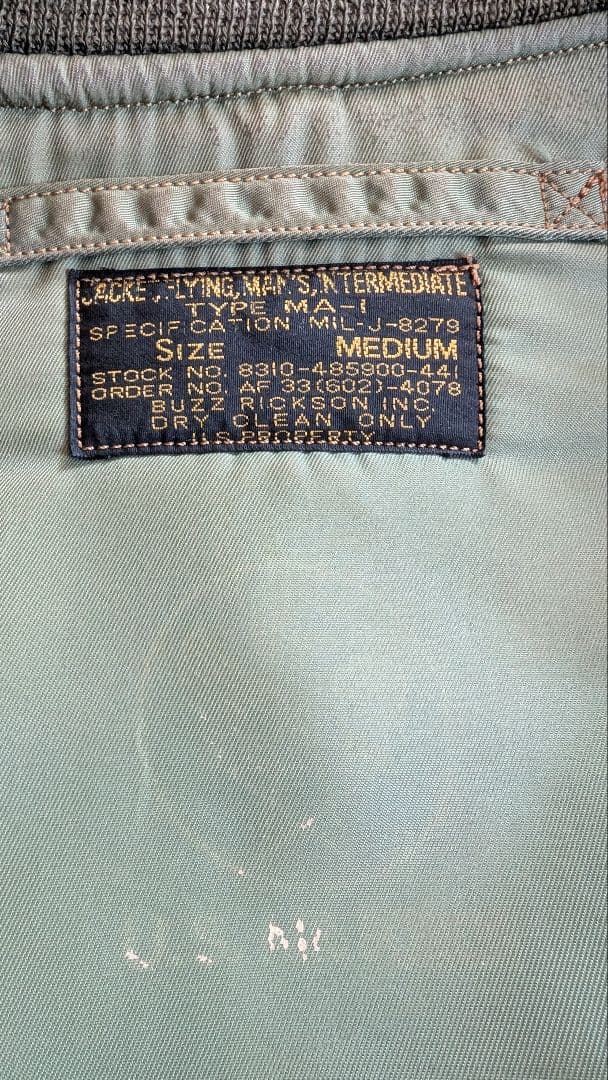 JACKET, FLYING, MAN'S, INTERMEDIATE
TYPE MA-1
SPECIFICATION MIL-J-8279
SIZE MEDIUM
STOCK NO. 8310-485900-441
ORDER NO. AF 33(602)-4078
BUZZ RICKSON INC.
DRY CLEAN ONLY
U.S. PROPERTY